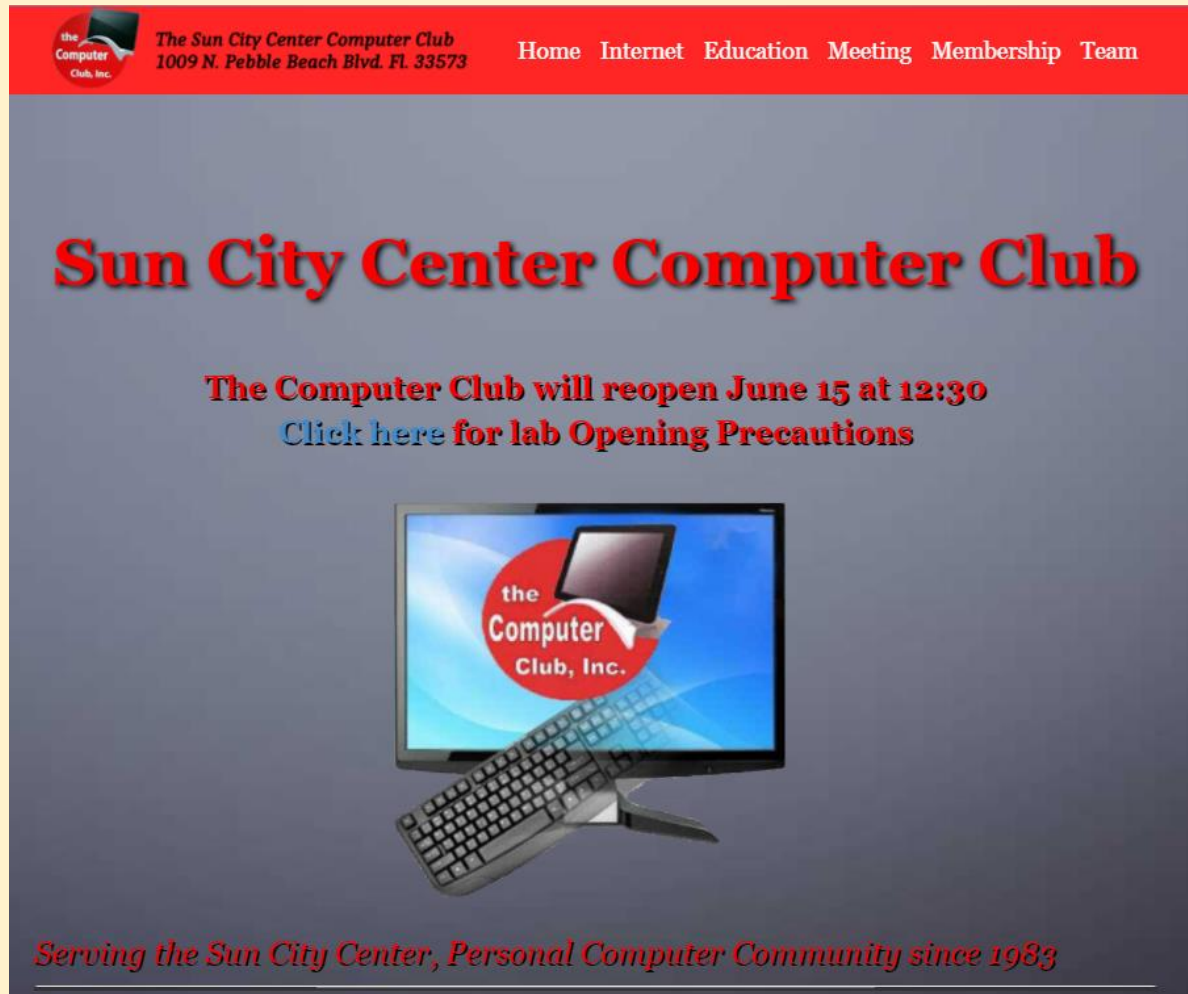 the
Computer
Club, Inc.
The Sun City Center Computer Club
1009 N. Pebble Beach Blvd. Fl. 33573
Home Internet Education Meeting Membership Team
Sun City Center Computer Club
The Computer Club will reopen June 15 at 12:30
Click here for lab Opening Precautions
the
Computer
Club, Inc.
Serving the Sun City Center, Personal Computer Community since 1983